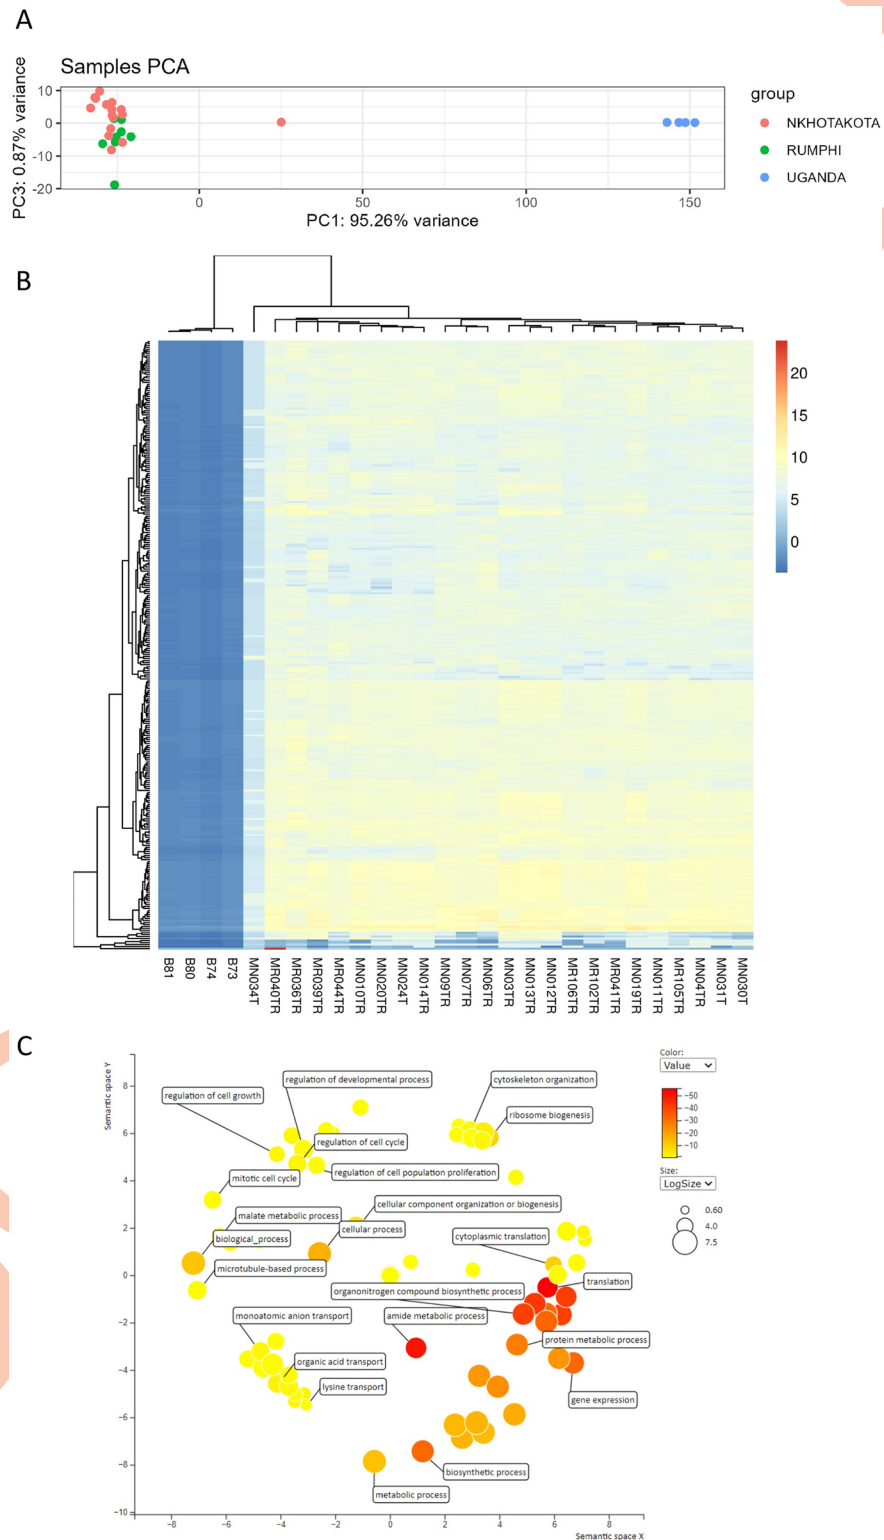 A
Samples PCA
PC3: 0.87% variance
10
0
-10
-20
0
50
100
150
PC1: 95.26% variance
group
NKHOTAKOTA
RUMPHI
UGANDA
B
20
15
10
5
0
B81
B80
B74
B73
MN034T
MR040TR
MR036TR
MR039TR
MR044TR
MN010TR
MN020TR
MN024T
MN014TR
MN09TR
MN07TR
MN06TR
MN03TR
MN013TR
MN012TR
MR106TR
MR102TR
MR041TR
MN019TR
MN011TR
MR105TR
MN04TR
MN031T
MN030T
C
Semantic space Y
8
6
4
2
0
−2
−4
−6
−8
−10
−8
−6
−4
−2
0
2
4
6
8
Semantic space X
regulation of developmental process
cytoskeleton organization
regulation of cell growth
ribosome biogenesis
regulation of cell cycle
regulation of cell population proliferation
mitotic cell cycle
cellular component organization or biogenesis
malate metabolic process
cellular process
biological_process
cytoplasmic translation
microtubule-based process
translation
organonitrogen compound biosynthetic process
monoatomic anion transport
amide metabolic process
protein metabolic process
organic acid transport
lysine transport
gene expression
biosynthetic process
metabolic process
Color:
Value
−50
−40
−30
−20
−10
Size:
LogSize
0.60
4.0
7.5